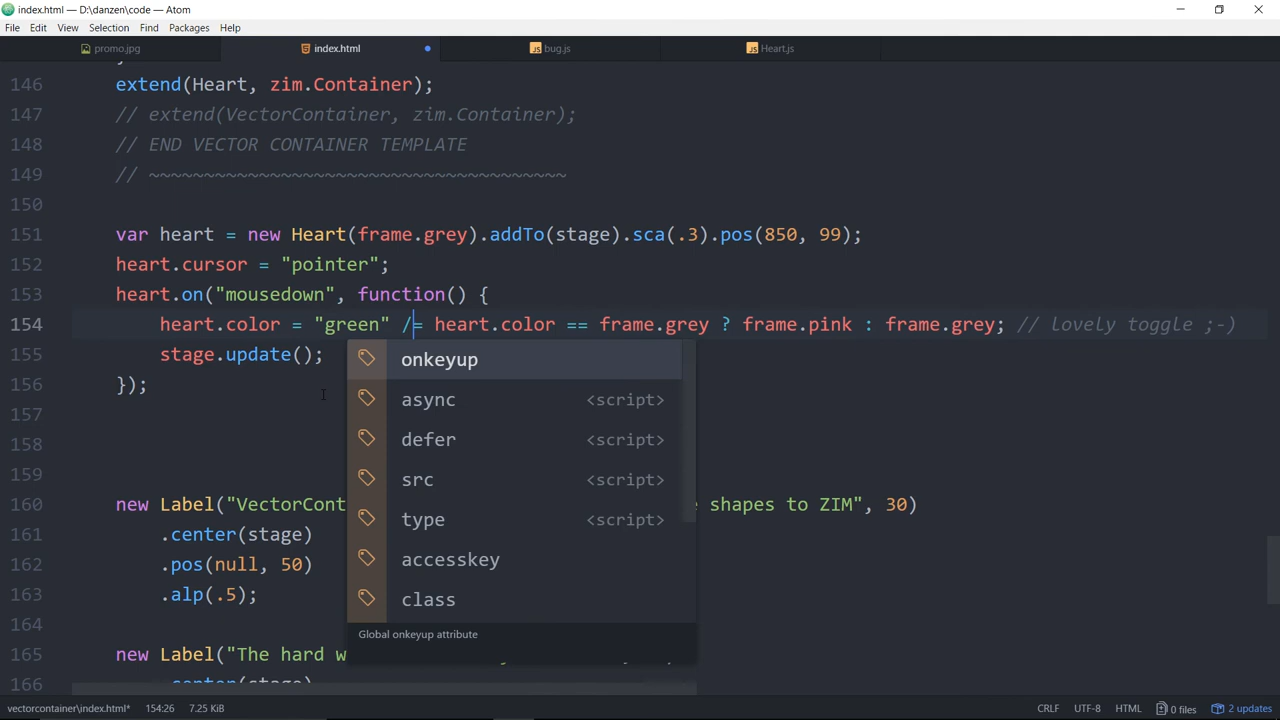 index.html — D:\danzen\code — Atom
File Edit View Selection Find Packages Help
promo.jpg index.html bug.js Heart.js
146 extend(Heart, zim.Container);
147 // extend(VectorContainer, zim.Container);
148 // END VECTOR CONTAINER TEMPLATE
149 // ~~~~~~~~~~~~~~~~~~~~~~~~~~~~~~~~~~~~~~
150
151 var heart = new Heart(frame.grey).addTo(stage).sca(.3).pos(850, 99);
152 heart.cursor = "pointer";
153 heart.on("mousedown", function() {
154 heart.color = "green" /= heart.color == frame.grey ? frame.pink : frame.grey; // lovely toggle ;-)
155 stage.update();
156 });
157
158
159
160 new Label("VectorCont e shapes to ZIM", 30)
161 .center(stage)
162 .pos(null, 50)
163 .alp(.5);
164
165 new Label("The hard w
166 .center(stage)
onkeyup
async <script>
defer <script>
src <script>
type <script>
accesskey
class
Global onkeyup attribute
vectorcontainer\index.html* 154:26 7.25 KiB CRLF UTF-8 HTML 0 files 2 updates